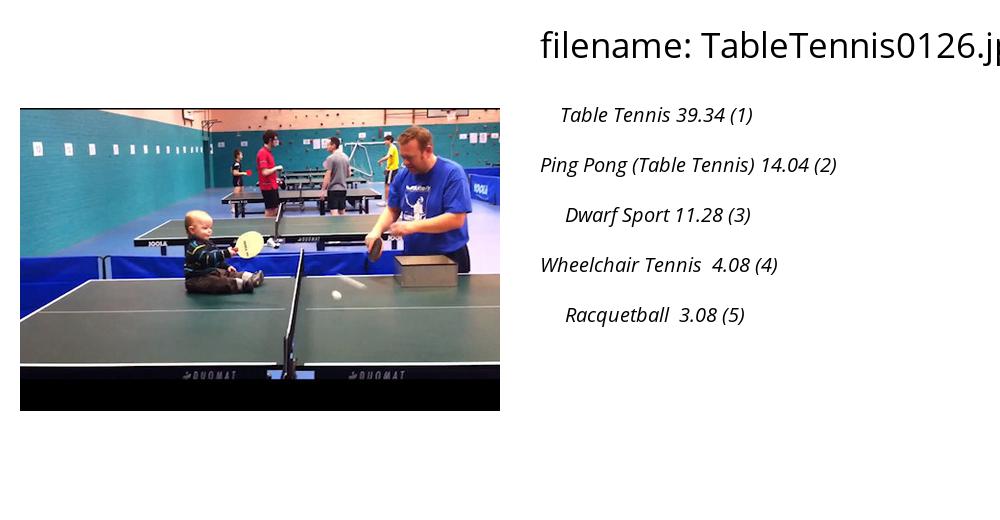 filename: TableTennis0126.jp
Table Tennis 39.34 (1)
Ping Pong (Table Tennis) 14.04 (2)
Dwarf Sport 11.28 (3)
Wheelchair Tennis 4.08 (4)
Racquetball 3.08 (5)
JOOLA
DUOMAT
JOOLA
DUOMAT
DUOMAT